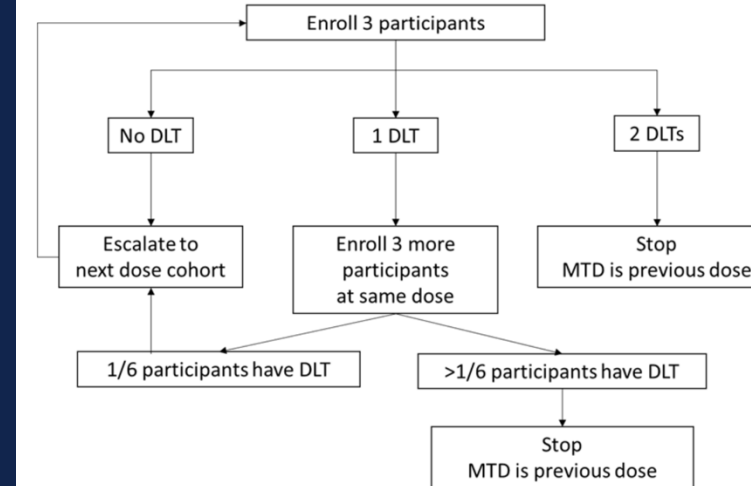 Enroll 3 participants
No DLT
1 DLT
2 DLTs
Escalate to
next dose cohort
Enroll 3 more
participants
at same dose
Stop
MTD is previous dose
1/6 participants have DLT
>1/6 participants have DLT
Stop
MTD is previous dose